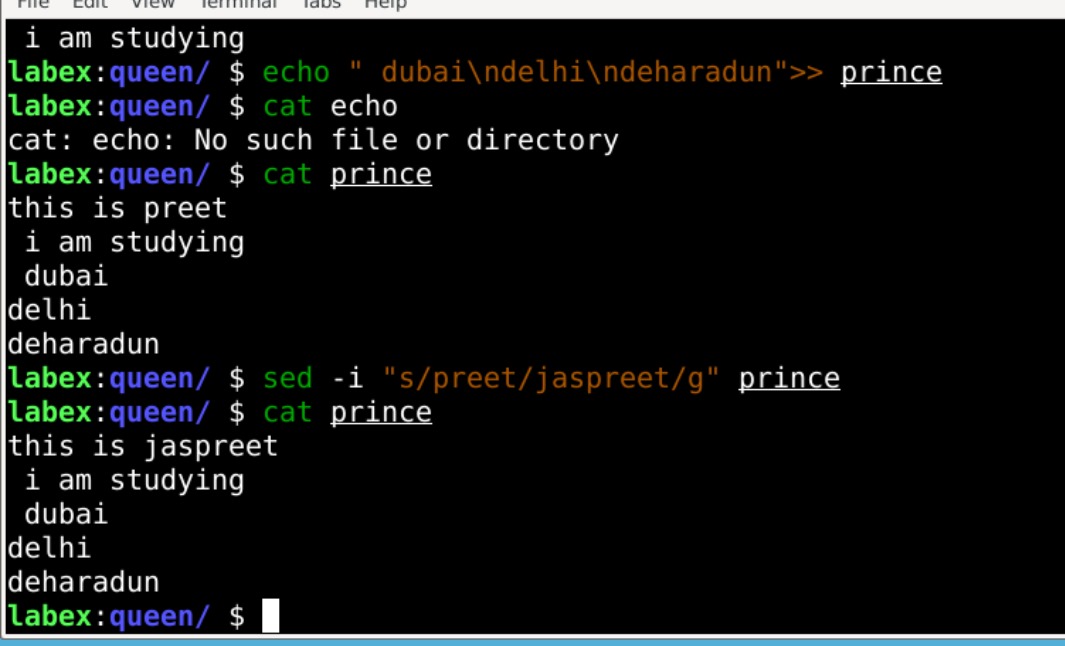 File Edit View Terminal Tabs Help
 i am studying
labex:queen/ $ echo " dubai\ndelhi\ndeharadun">> prince
labex:queen/ $ cat echo
cat: echo: No such file or directory
labex:queen/ $ cat prince
this is preet
 i am studying
 dubai
delhi
deharadun
labex:queen/ $ sed -i "s/preet/jaspreet/g" prince
labex:queen/ $ cat prince
this is jaspreet
 i am studying
 dubai
delhi
deharadun
labex:queen/ $